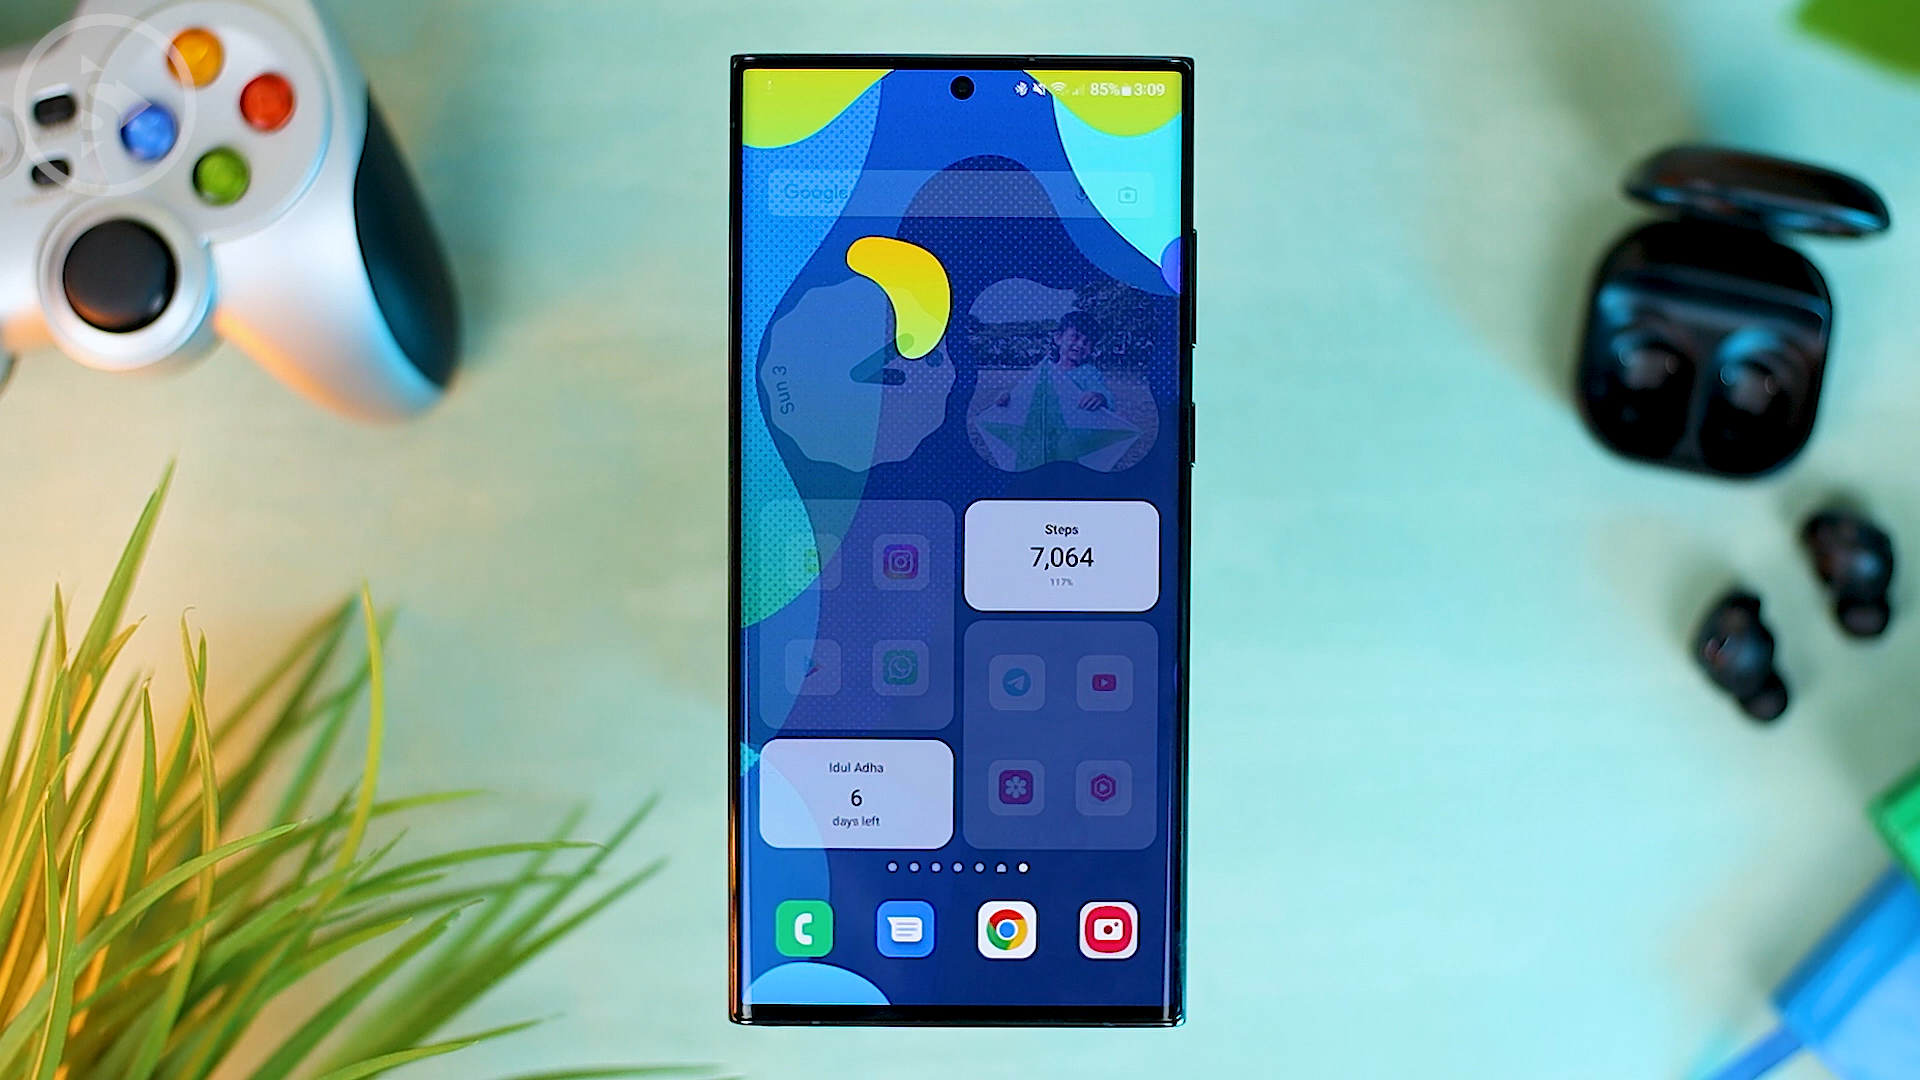 85% 3:09
Google
Sun 3
Steps
7,064
117%
Idul Adha
6
days left